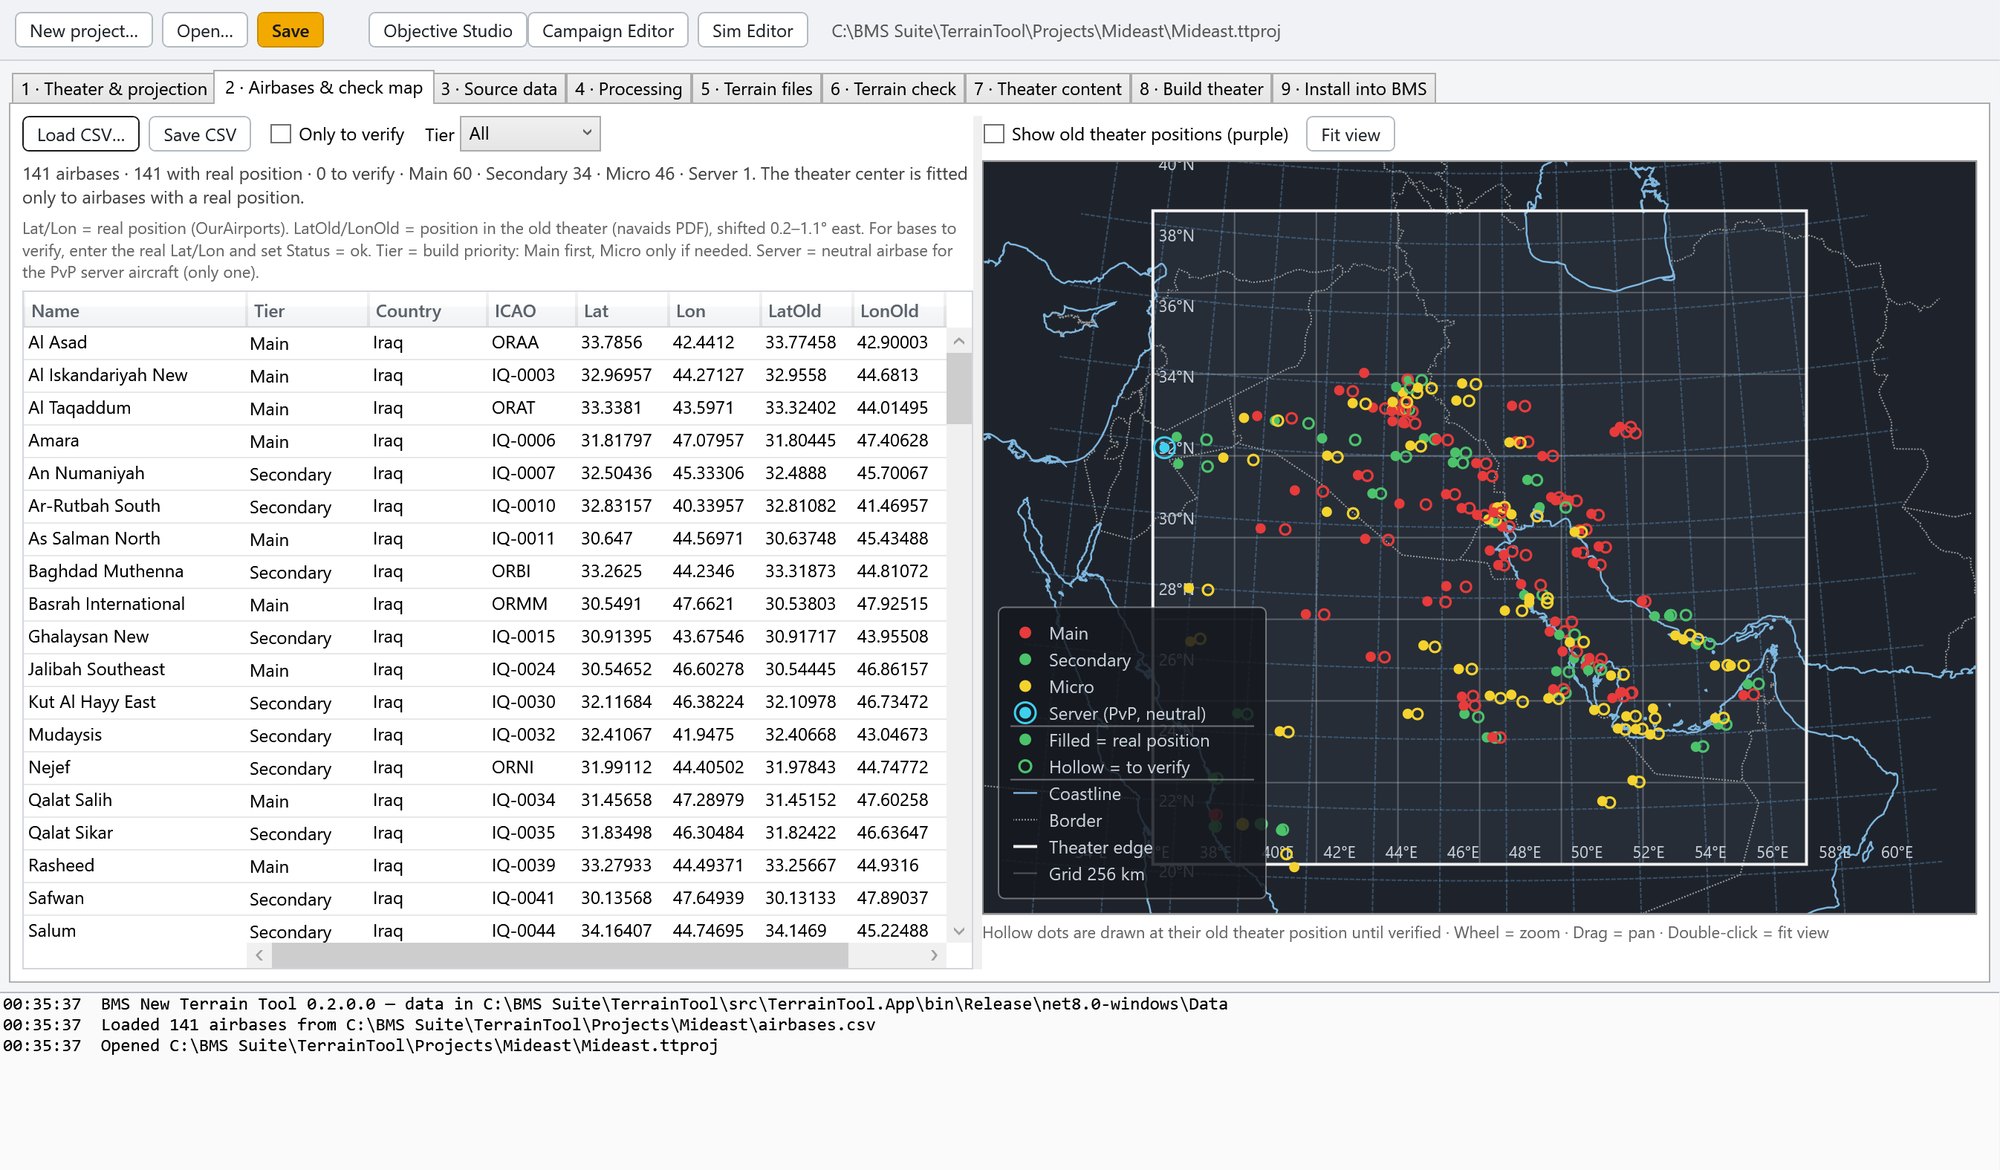 New project... Open... Save Objective Studio Campaign Editor Sim Editor C:\BMS Suite\TerrainTool\Projects\Mideast\Mideast.ttproj
1 · Theater & projection 2 · Airbases & check map 3 · Source data 4 · Processing 5 · Terrain files 6 · Terrain check 7 · Theater content 8 · Build theater 9 · Install into BMS
Load CSV... Save CSV Only to verify Tier All
141 airbases · 141 with real position · 0 to verify · Main 60 · Secondary 34 · Micro 46 · Server 1. The theater center is fitted
only to airbases with a real position.
Lat/Lon = real position (OurAirports). LatOld/LonOld = position in the old theater (navaids PDF), shifted 0.2–1.1° east. For bases to
verify, enter the real Lat/Lon and set Status = ok. Tier = build priority: Main first, Micro only if needed. Server = neutral airbase for
the PvP server aircraft (only one).
Name Tier Country ICAO Lat Lon LatOld LonOld
Al Asad Main Iraq ORAA 33.7856 42.4412 33.77458 42.90003
Al Iskandariyah New Main Iraq IQ-0003 32.96957 44.27127 32.9558 44.6813
Al Taqaddum Main Iraq ORAT 33.3381 43.5971 33.32402 44.01495
Amara Main Iraq IQ-0006 31.81797 47.07957 31.80445 47.40628
An Numaniyah Secondary Iraq IQ-0007 32.50436 45.33306 32.4888 45.70067
Ar-Rutbah South Secondary Iraq IQ-0010 32.83157 40.33957 32.81082 41.46957
As Salman North Main Iraq IQ-0011 30.647 44.56971 30.63748 45.43488
Baghdad Muthenna Secondary Iraq ORBI 33.2625 44.2346 33.31873 44.81072
Basrah International Main Iraq ORMM 30.5491 47.6621 30.53803 47.92515
Ghalaysan New Secondary Iraq IQ-0015 30.91395 43.67546 30.91717 43.95508
Jalibah Southeast Main Iraq IQ-0024 30.54652 46.60278 30.54445 46.86157
Kut Al Hayy East Secondary Iraq IQ-0030 32.11684 46.38224 32.10978 46.73472
Mudaysis Secondary Iraq IQ-0032 32.41067 41.9475 32.40668 43.04673
Nejef Secondary Iraq ORNI 31.99112 44.40502 31.97843 44.74772
Qalat Salih Main Iraq IQ-0034 31.45658 47.28979 31.45152 47.60258
Qalat Sikar Secondary Iraq IQ-0035 31.83498 46.30484 31.82422 46.63647
Rasheed Main Iraq IQ-0039 33.27933 44.49371 33.25667 44.9316
Safwan Secondary Iraq IQ-0041 30.13568 47.64939 30.13133 47.89037
Salum Secondary Iraq IQ-0044 34.16407 44.74695 34.1469 45.22488
Show old theater positions (purple) Fit view
40°N
38°N
36°N
34°N
30°N
28°N
26°N
22°N
20°N
Main
Secondary
Micro
Server (PvP, neutral)
Filled = real position
Hollow = to verify
Coastline
Border
Theater edge
Grid 256 km
38°E 40°E 42°E 44°E 46°E 48°E 50°E 52°E 54°E 56°E 58°E 60°E
Hollow dots are drawn at their old theater position until verified · Wheel = zoom · Drag = pan · Double-click = fit view
00:35:37 BMS New Terrain Tool 0.2.0.0 — data in C:\BMS Suite\TerrainTool\src\TerrainTool.App\bin\Release\net8.0-windows\Data
00:35:37 Loaded 141 airbases from C:\BMS Suite\TerrainTool\Projects\Mideast\airbases.csv
00:35:37 Opened C:\BMS Suite\TerrainTool\Projects\Mideast\Mideast.ttproj